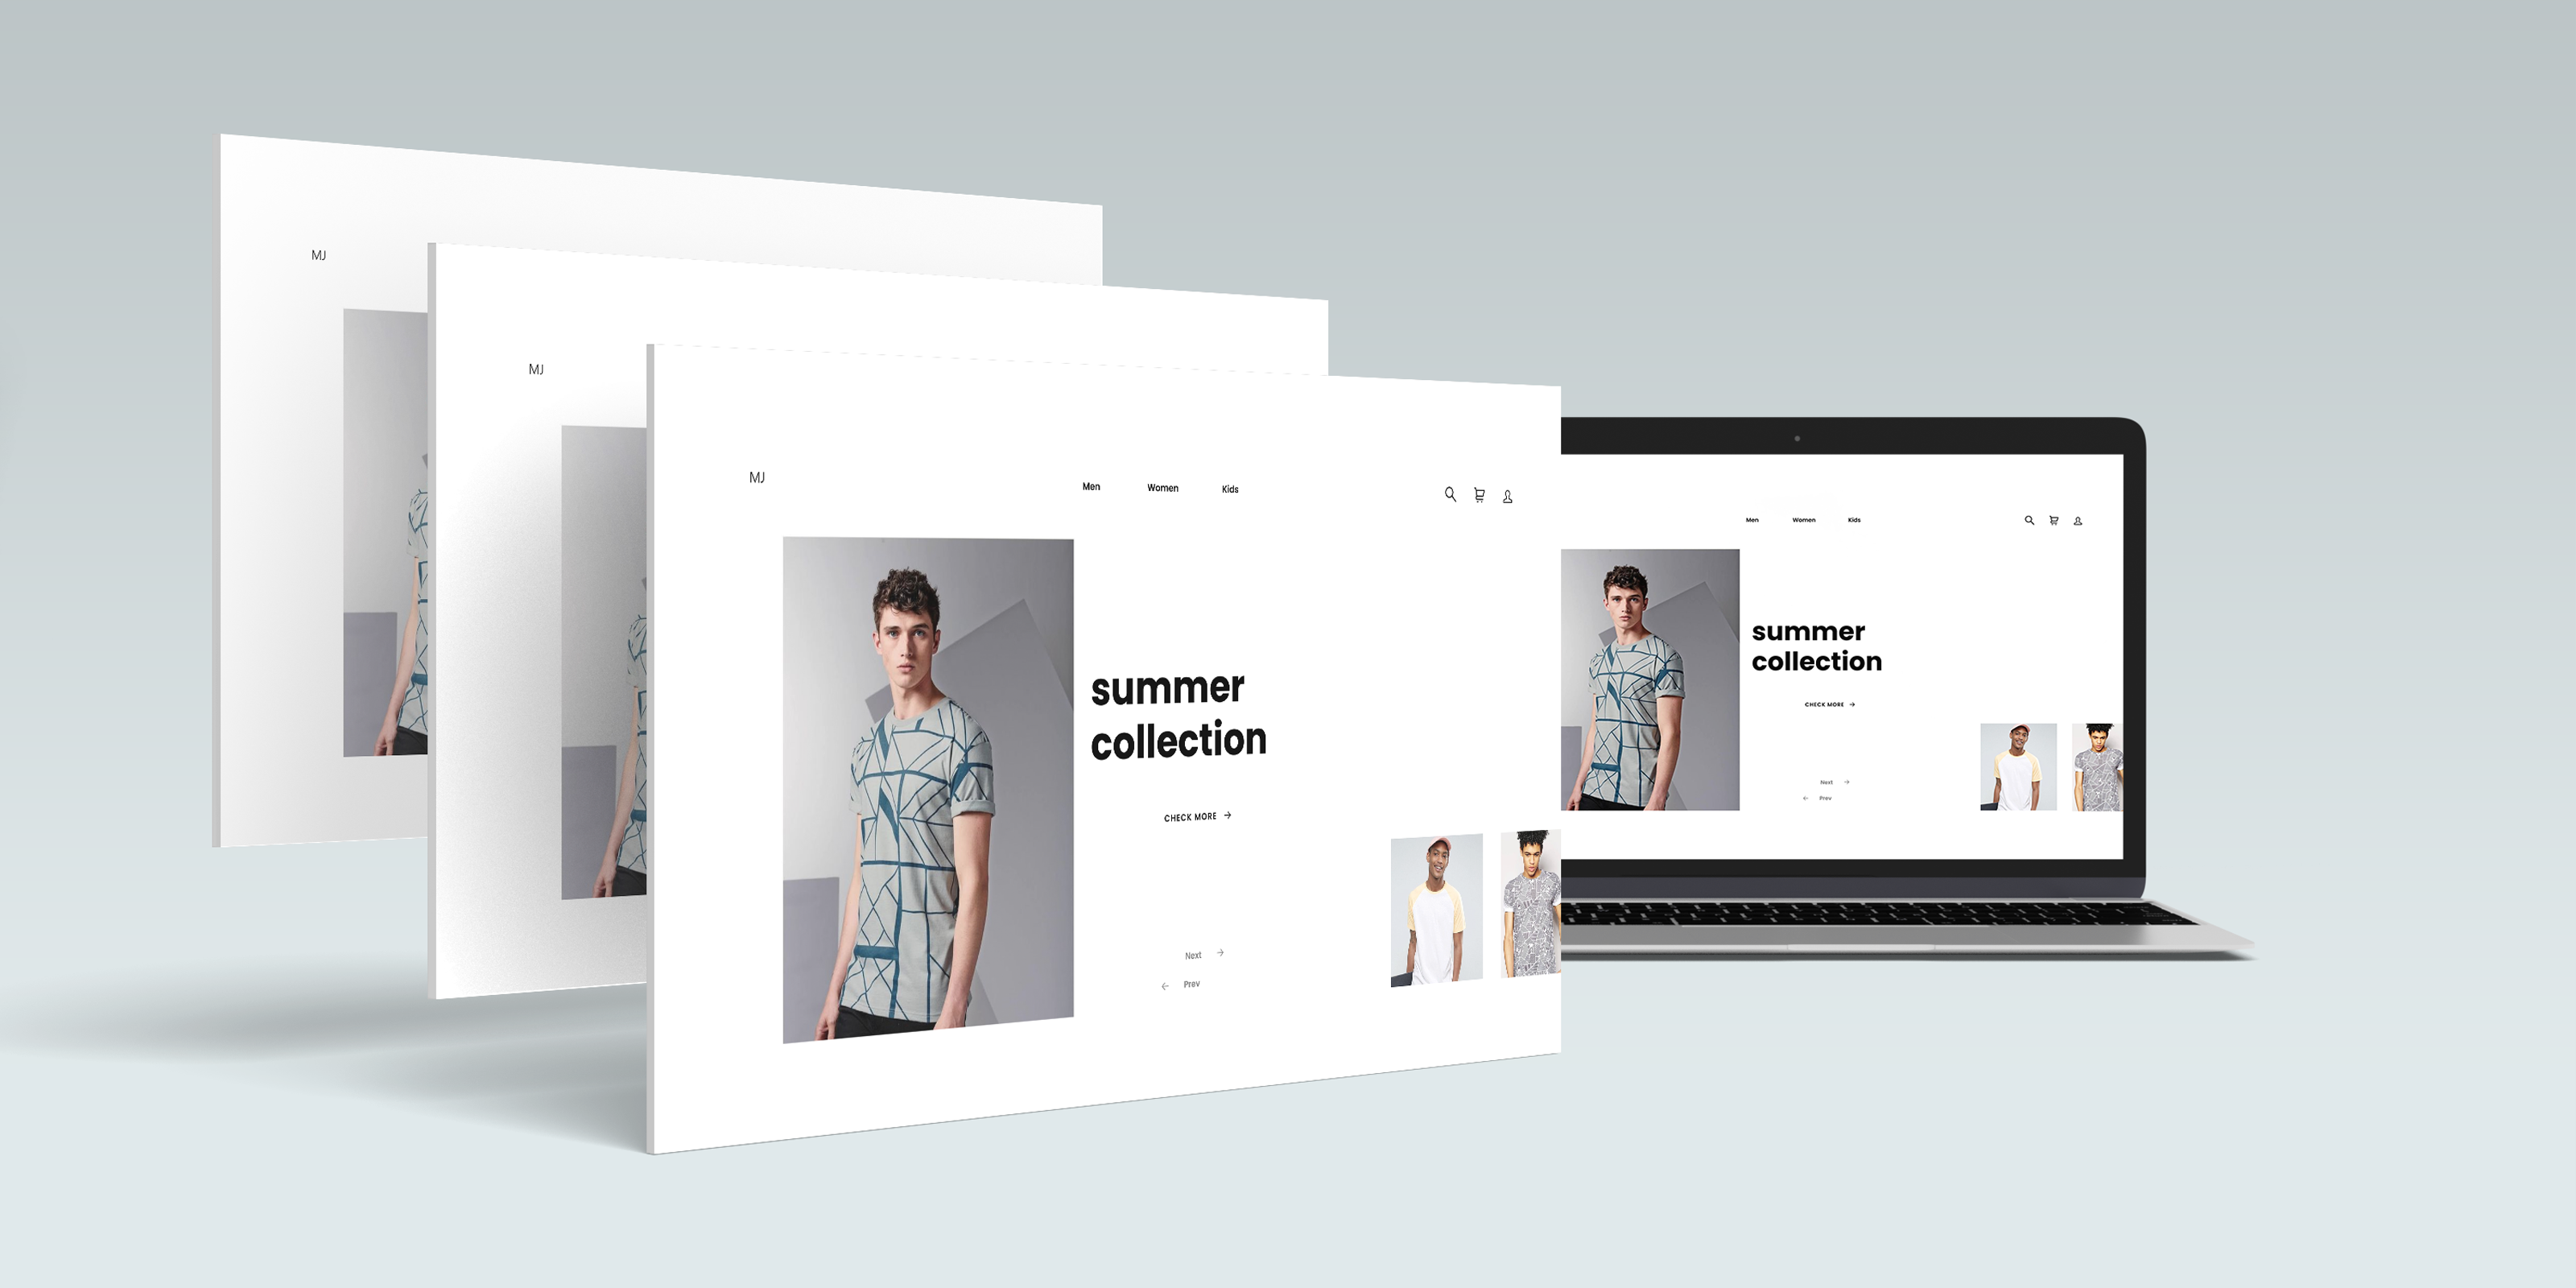 MJ
MJ
MJ
Men Women Kids
summer
collection
CHECK MORE →
Next →
← Prev
Men Women Kids
summer
collection
CHECK MORE →
Next →
← Prev